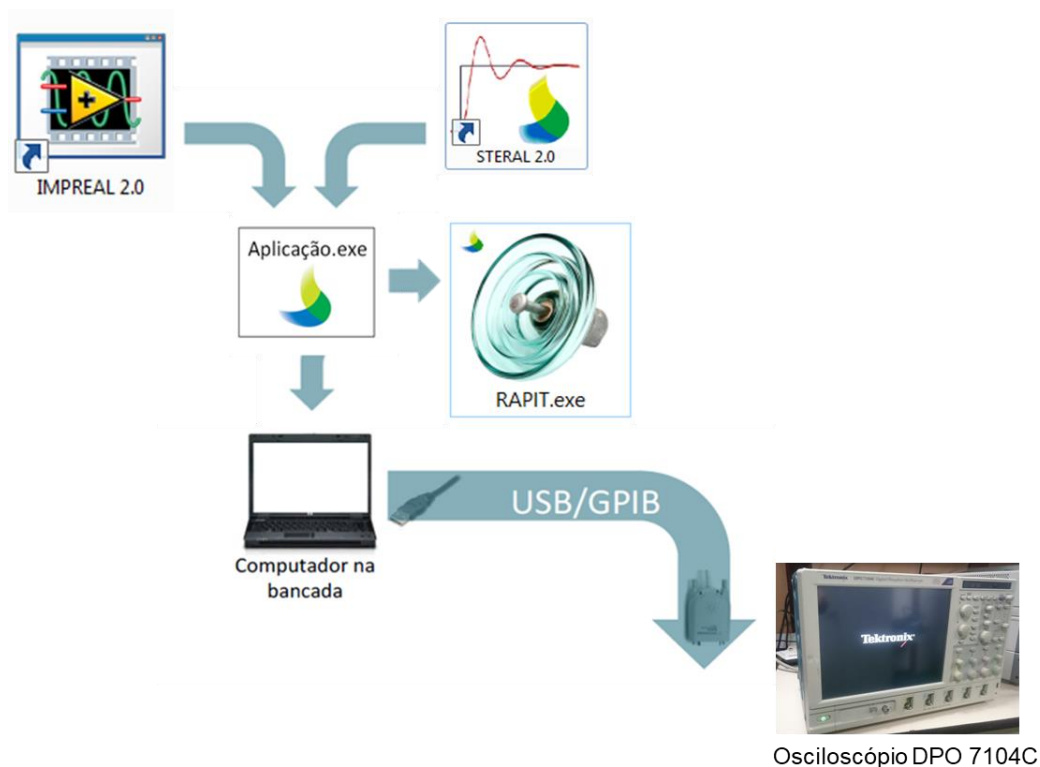 IMPREAL 2.0
STERAL 2.0
Aplicação.exe
RAPIT.exe
Computador na
bancada
USB/GPIB
Tektronix
Tektronix
Osciloscópio DPO 7104C